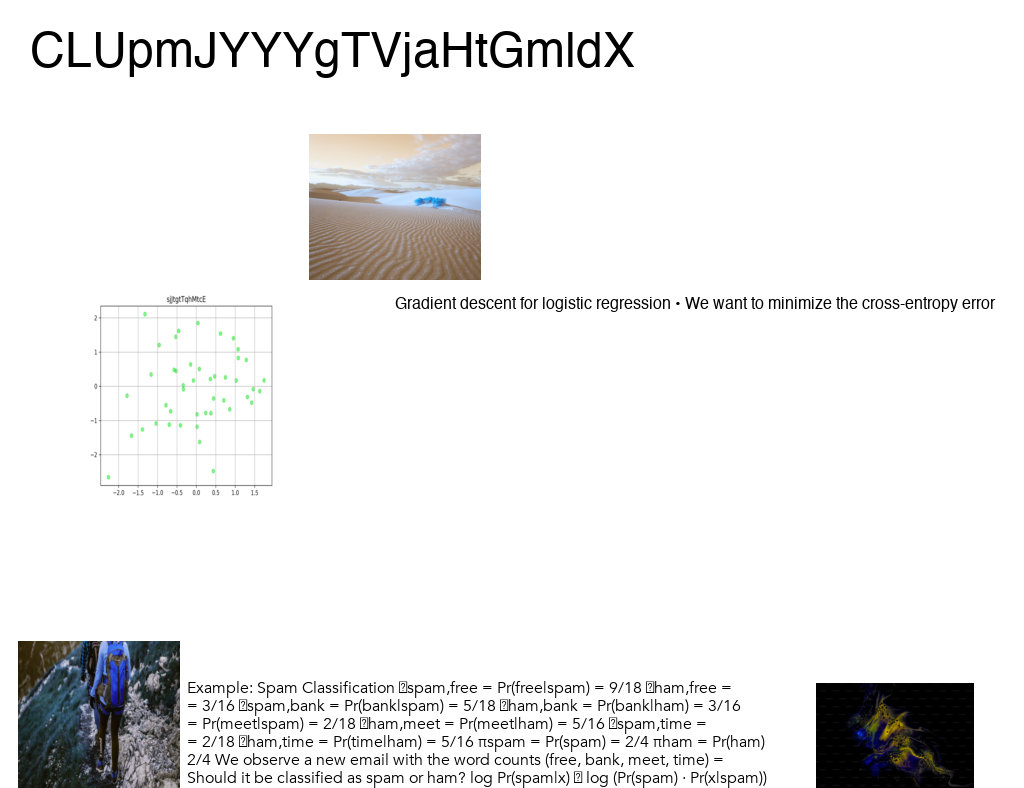 CLUpmJYYYgTVjaHtGmldX
sjjtgtTqhMtcE
2
1
0
−1
−2
−2.0 −1.5 −1.0 −0.5 0.0 0.5 1.0 1.5
Gradient descent for logistic regression • We want to minimize the cross-entropy error
Example: Spam Classification spam,free = Pr(free|spam) = 9/18 ham,free =
= 3/16 spam,bank = Pr(bank|spam) = 5/18 ham,bank = Pr(bank|ham) = 3/16
= Pr(meet|spam) = 2/18 ham,meet = Pr(meet|ham) = 5/16 spam,time =
= 2/18 ham,time = Pr(time|ham) = 5/16 πspam = Pr(spam) = 2/4 πham = Pr(ham)
2/4 We observe a new email with the word counts (free, bank, meet, time) =
Should it be classified as spam or ham? log Pr(spam|x) log (Pr(spam) · Pr(x|spam))